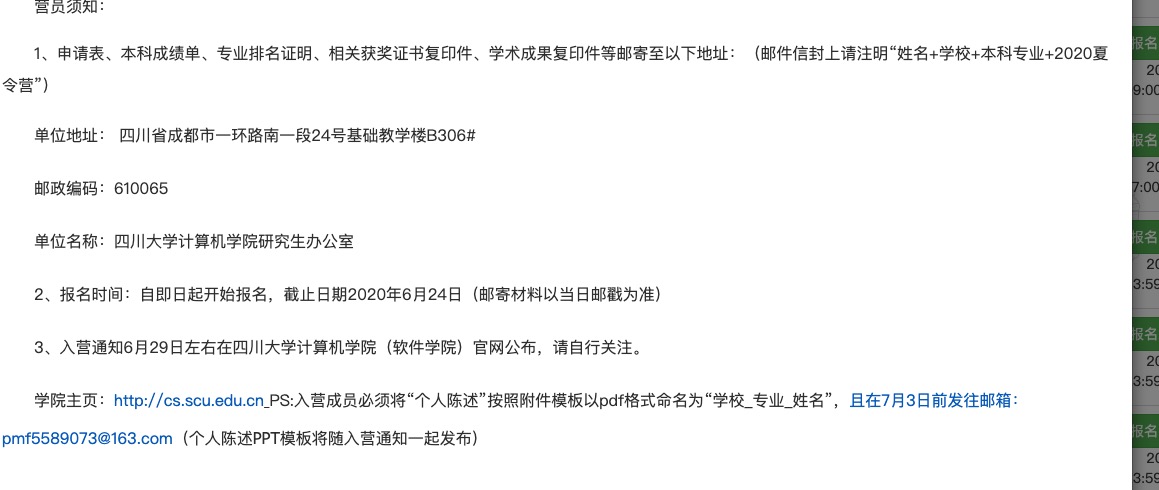 营员须知：
1、申请表、本科成绩单、专业排名证明、相关获奖证书复印件、学术成果复印件等邮寄至以下地址：（邮件信封上请注明“姓名+学校+本科专业+2020夏
令营”）
单位地址： 四川省成都市一环路南一段24号基础教学楼B306#
邮政编码：610065
单位名称：四川大学计算机学院研究生办公室
2、报名时间：自即日起开始报名，截止日期2020年6月24日（邮寄材料以当日邮戳为准）
3、入营通知6月29日左右在四川大学计算机学院（软件学院）官网公布，请自行关注。
学院主页：http://cs.scu.edu.cn_PS:入营成员必须将“个人陈述”按照附件模板以pdf格式命名为“学校_专业_姓名”，且在7月3日前发往邮箱：
pmf5589073@163.com（个人陈述PPT模板将随入营通知一起发布）
报名
20
9:00
报名
20
7:00
报名
20
3:59
报名
20
3:59
报名
20
3:59